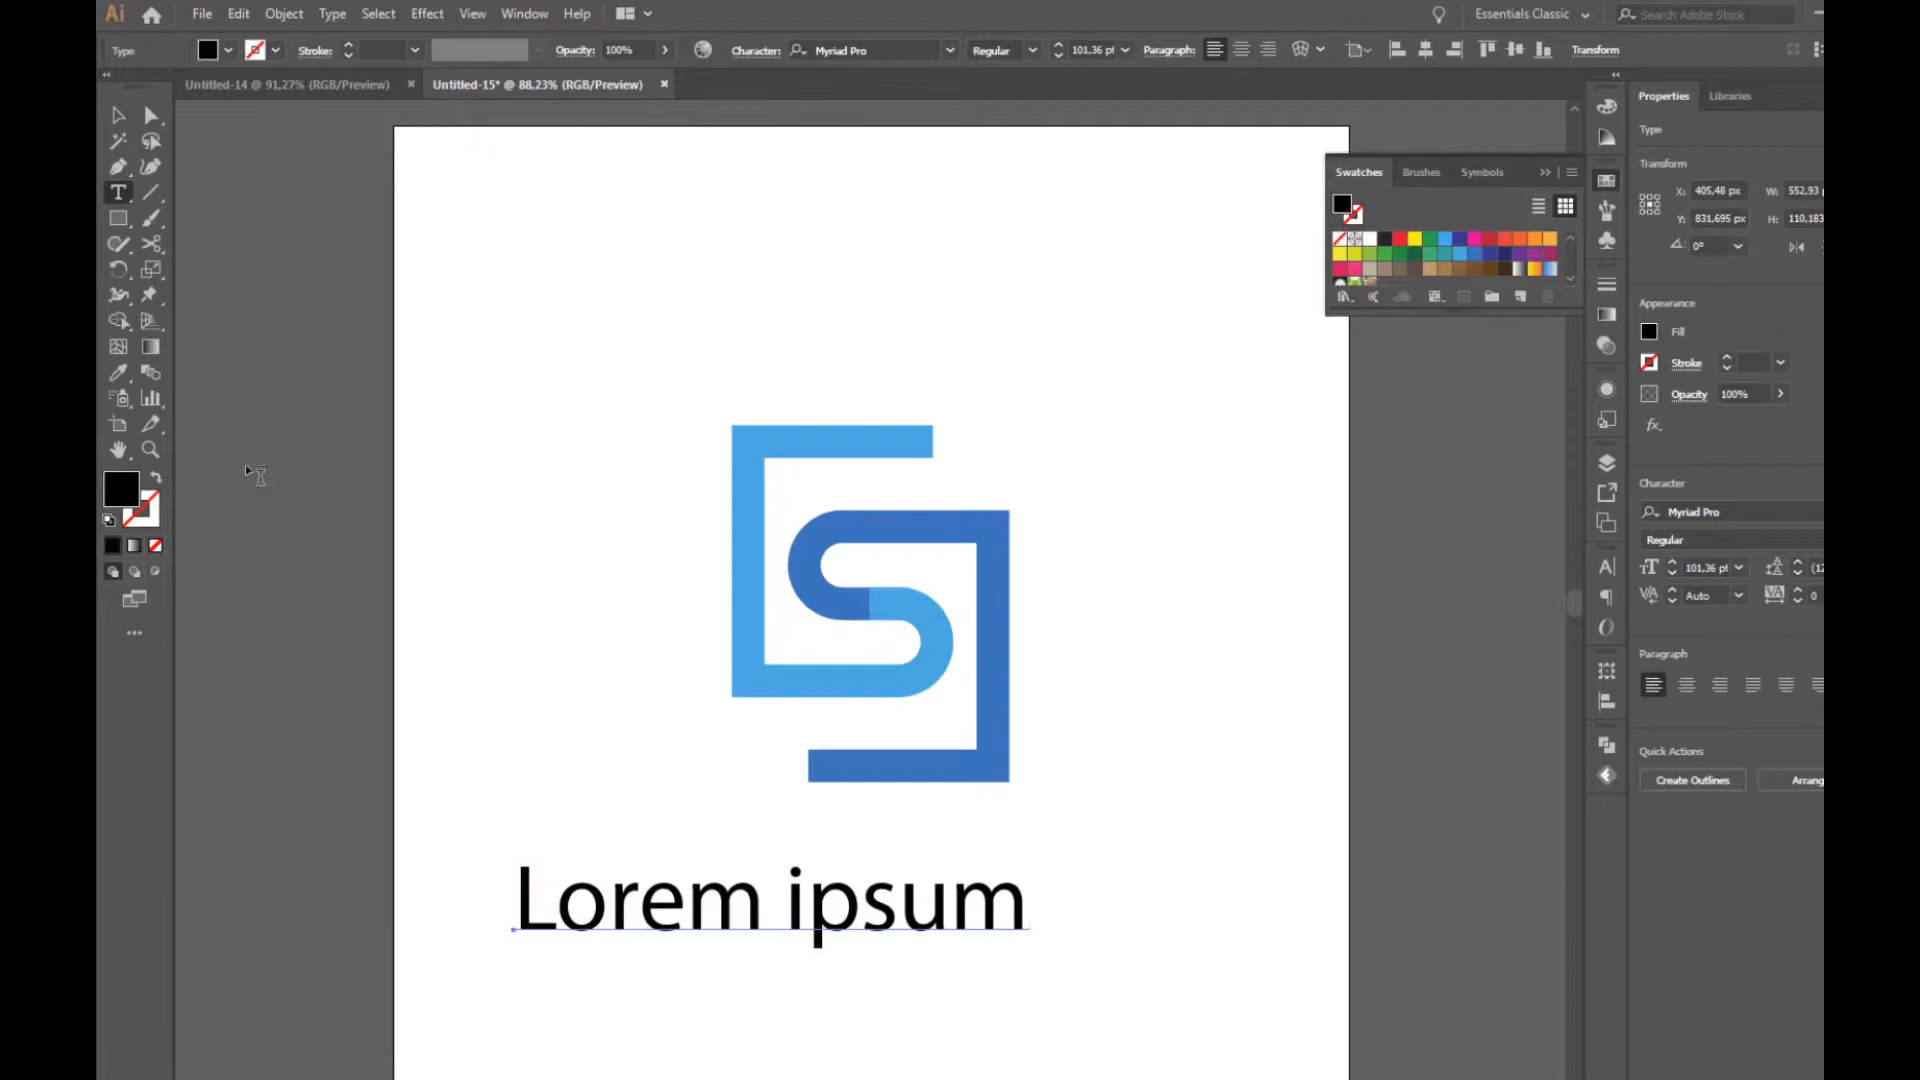 Ai File Edit Object Type Select Effect View Window Help Essentials Classic Search Adobe Stock
Type Stroke: Opacity: 100% Character: Myriad Pro Regular 101,36 pt Paragraph: Transform
Untitled-14 @ 91,27% (RGB/Preview) Untitled-15* @ 88,23% (RGB/Preview)
Properties Libraries
Type
Transform
X: 405,48 px W: 552,93
Y: 831,695 px H: 110,183
0°
Swatches Brushes Symbols
Appearance
Fill
Stroke
Opacity 100%
fx.
Character
Myriad Pro
Regular
101,36 pt (12
Auto 0
Paragraph
Quick Actions
Create Outlines Arrang
Lorem ipsum